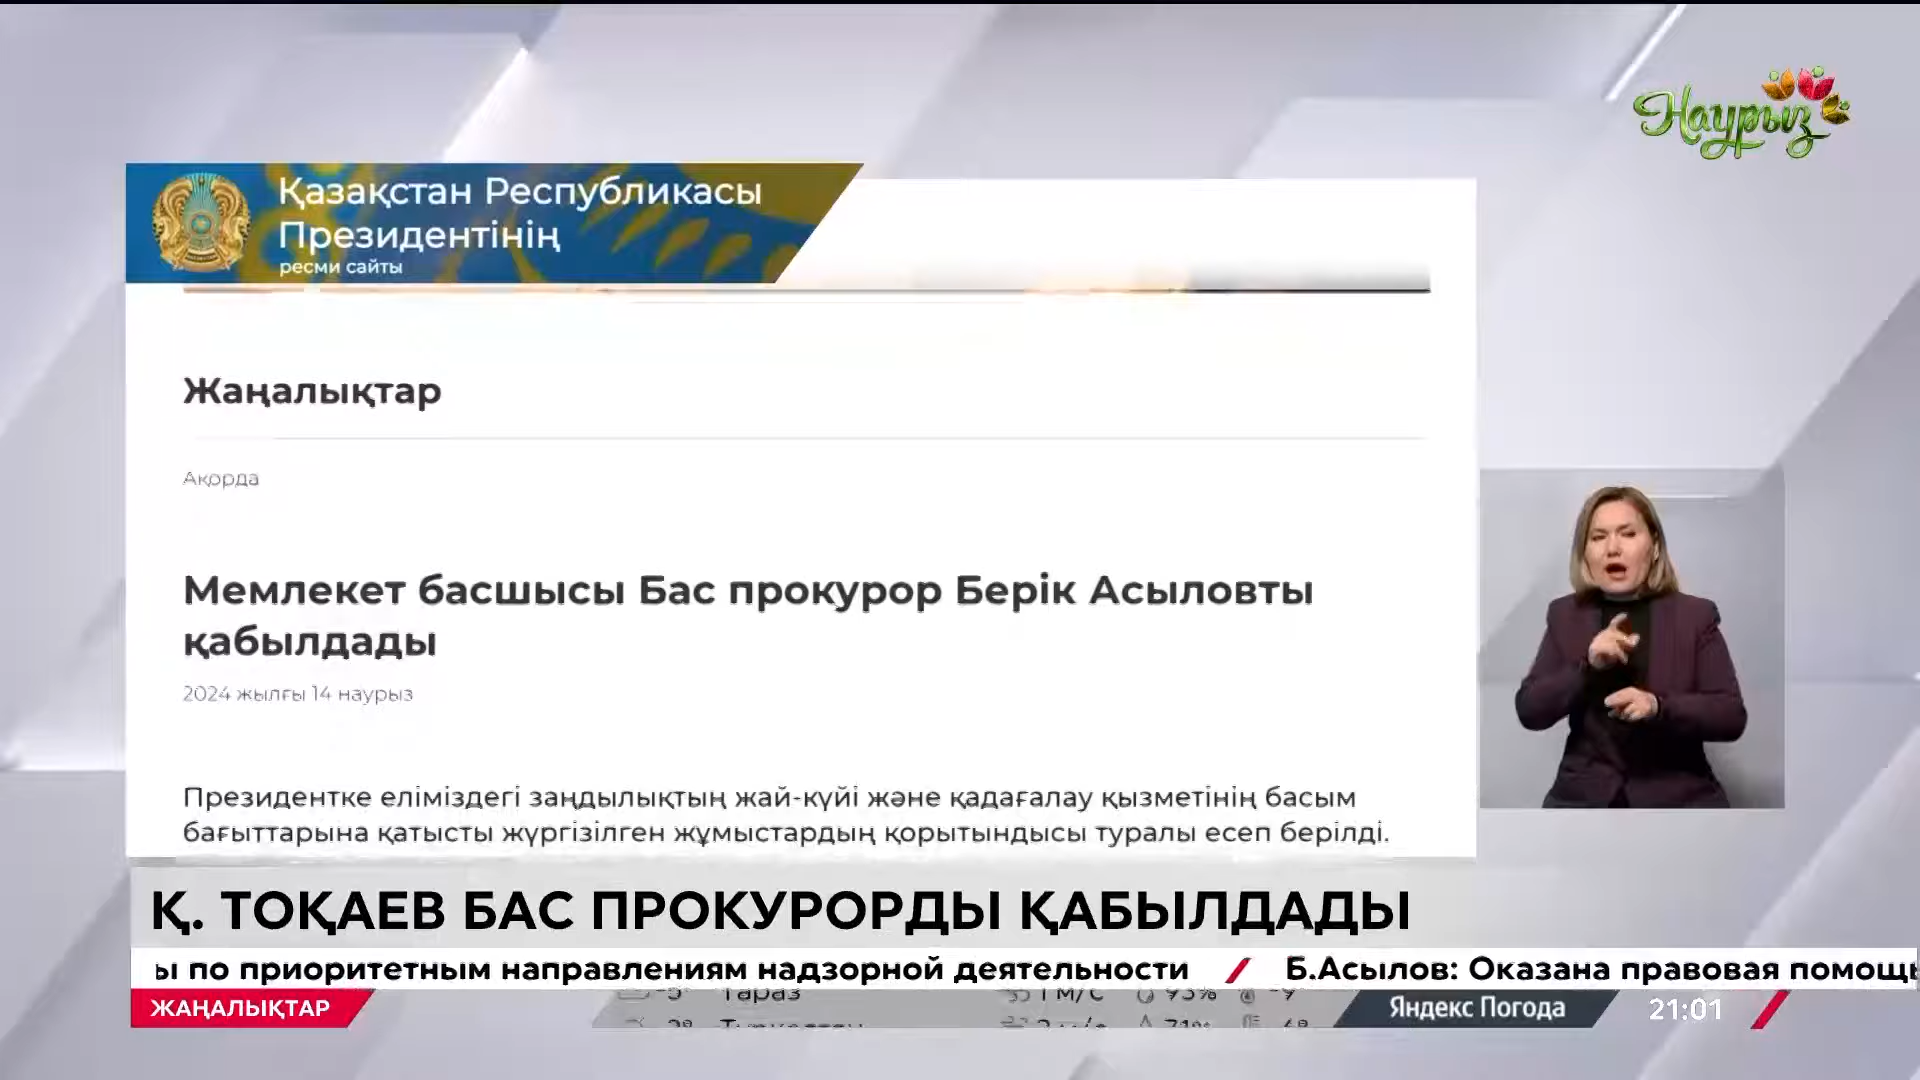 Наурыз
Қазақстан Республикасы
Президентінің
ресми сайты
Жаңалықтар
Ақорда
Мемлекет басшысы Бас прокурор Берік Асыловты
қабылдады
2024 жылғы 14 наурыз
Президентке еліміздегі заңдылықтың жай-күйі және қадағалау қызметінің басым
бағыттарына қатысты жүргізілген жұмыстардың қорытындысы туралы есеп берілді.
Қ. ТОҚАЕВ БАС ПРОКУРОРДЫ ҚАБЫЛДАДЫ
ы по приоритетным направлениям надзорной деятельности / Б.Асылов: Оказана правовая помощь
ЖАҢАЛЫҚТАР
Тараз
Яндекс Погода
21:01